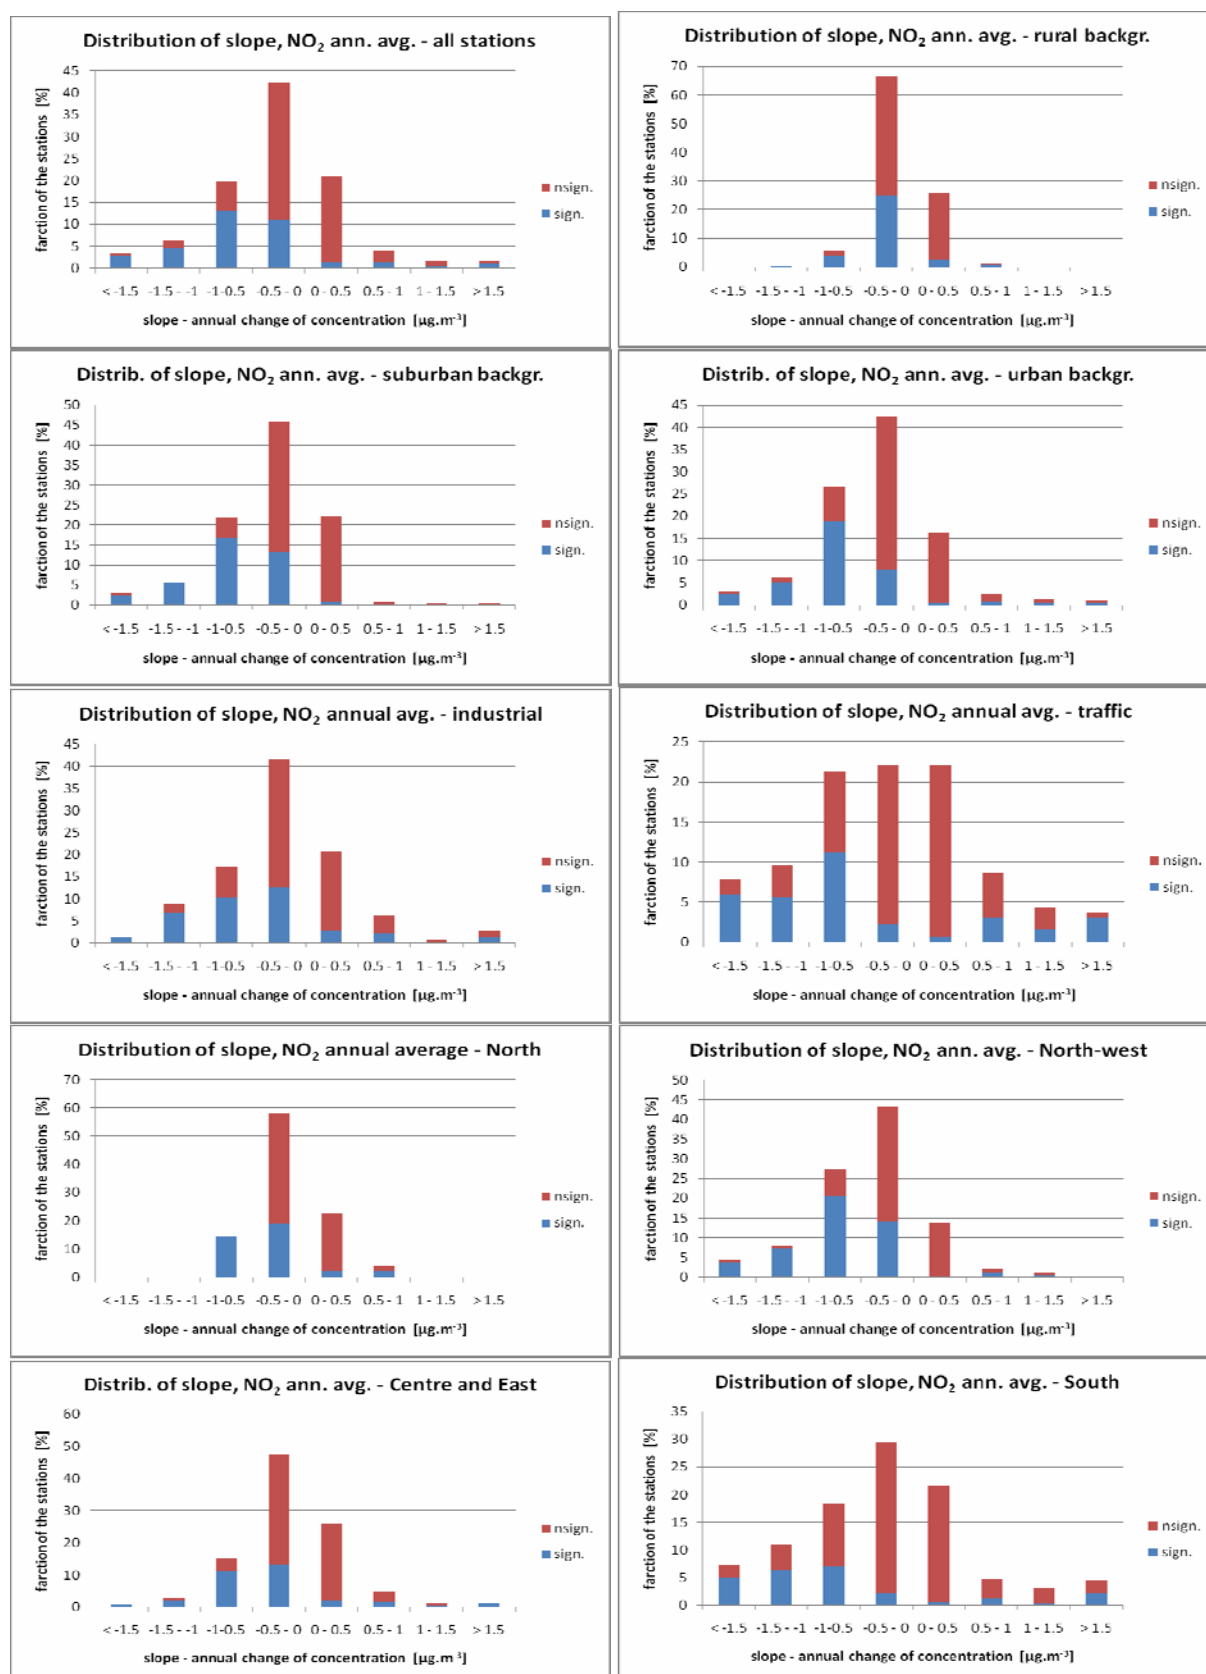 Distribution of slope, NO₂ ann. avg. - all stations
farction of the stations [%]
45
40
35
30
25
20
15
10
5
0
nsign.
sign.
< -1.5 -1.5 - -1 -1-0.5 -0.5 - 0 0 - 0.5 0.5 - 1 1 - 1.5 > 1.5
slope - annual change of concentration [µg.m⁻³]
Distribution of slope, NO₂ ann. avg. - rural backgr.
farction of the stations [%]
70
60
50
40
30
20
10
0
nsign.
sign.
< -1.5 -1.5 - -1 -1-0.5 -0.5 - 0 0 - 0.5 0.5 - 1 1 - 1.5 > 1.5
slope - annual change of concentration [µg.m⁻³]
Distrib. of slope, NO₂ ann. avg. - suburban backgr.
farction of the stations [%]
50
45
40
35
30
25
20
15
10
5
0
nsign.
sign.
< -1.5 -1.5 - -1 -1-0.5 -0.5 - 0 0 - 0.5 0.5 - 1 1 - 1.5 > 1.5
slope - annual change of concentration [µg.m⁻³]
Distrib. of slope, NO₂ ann. avg. - urban backgr.
farction of the stations [%]
45
40
35
30
25
20
15
10
5
0
nsign.
sign.
< -1.5 -1.5 - -1 -1-0.5 -0.5 - 0 0 - 0.5 0.5 - 1 1 - 1.5 > 1.5
slope - annual change of concentration [µg.m⁻³]
Distribution of slope, NO₂ annual avg. - industrial
farction of the stations [%]
45
40
35
30
25
20
15
10
5
0
nsign.
sign.
< -1.5 -1.5 - -1 -1-0.5 -0.5 - 0 0 - 0.5 0.5 - 1 1 - 1.5 > 1.5
slope - annual change of concentration [µg.m⁻³]
Distribution of slope, NO₂ annual avg. - traffic
farction of the stations [%]
25
20
15
10
5
0
nsign.
sign.
< -1.5 -1.5 - -1 -1-0.5 -0.5 - 0 0 - 0.5 0.5 - 1 1 - 1.5 > 1.5
slope - annual change of concentration [µg.m⁻³]
Distribution of slope, NO₂ annual average - North
farction of the stations [%]
70
60
50
40
30
20
10
0
nsign.
sign.
< -1.5 -1.5 - -1 -1-0.5 -0.5 - 0 0 - 0.5 0.5 - 1 1 - 1.5 > 1.5
slope - annual change of concentration [µg.m⁻³]
Distribution of slope, NO₂ ann. avg. - North-west
farction of the stations [%]
50
45
40
35
30
25
20
15
10
5
0
nsign.
sign.
< -1.5 -1.5 - -1 -1-0.5 -0.5 - 0 0 - 0.5 0.5 - 1 1 - 1.5 > 1.5
slope - annual change of concentration [µg.m⁻³]
Distrib. of slope, NO₂ ann. avg. - Centre and East
farction of the stations [%]
60
50
40
30
20
10
0
nsign.
sign.
< -1.5 -1.5 - -1 -1-0.5 -0.5 - 0 0 - 0.5 0.5 - 1 1 - 1.5 > 1.5
slope - annual change of concentration [µg.m⁻³]
Distribution of slope, NO₂ ann. avg. - South
farction of the stations [%]
35
30
25
20
15
10
5
0
nsign.
sign.
< -1.5 -1.5 - -1 -1-0.5 -0.5 - 0 0 - 0.5 0.5 - 1 1 - 1.5 > 1.5
slope - annual change of concentration [µg.m⁻³]